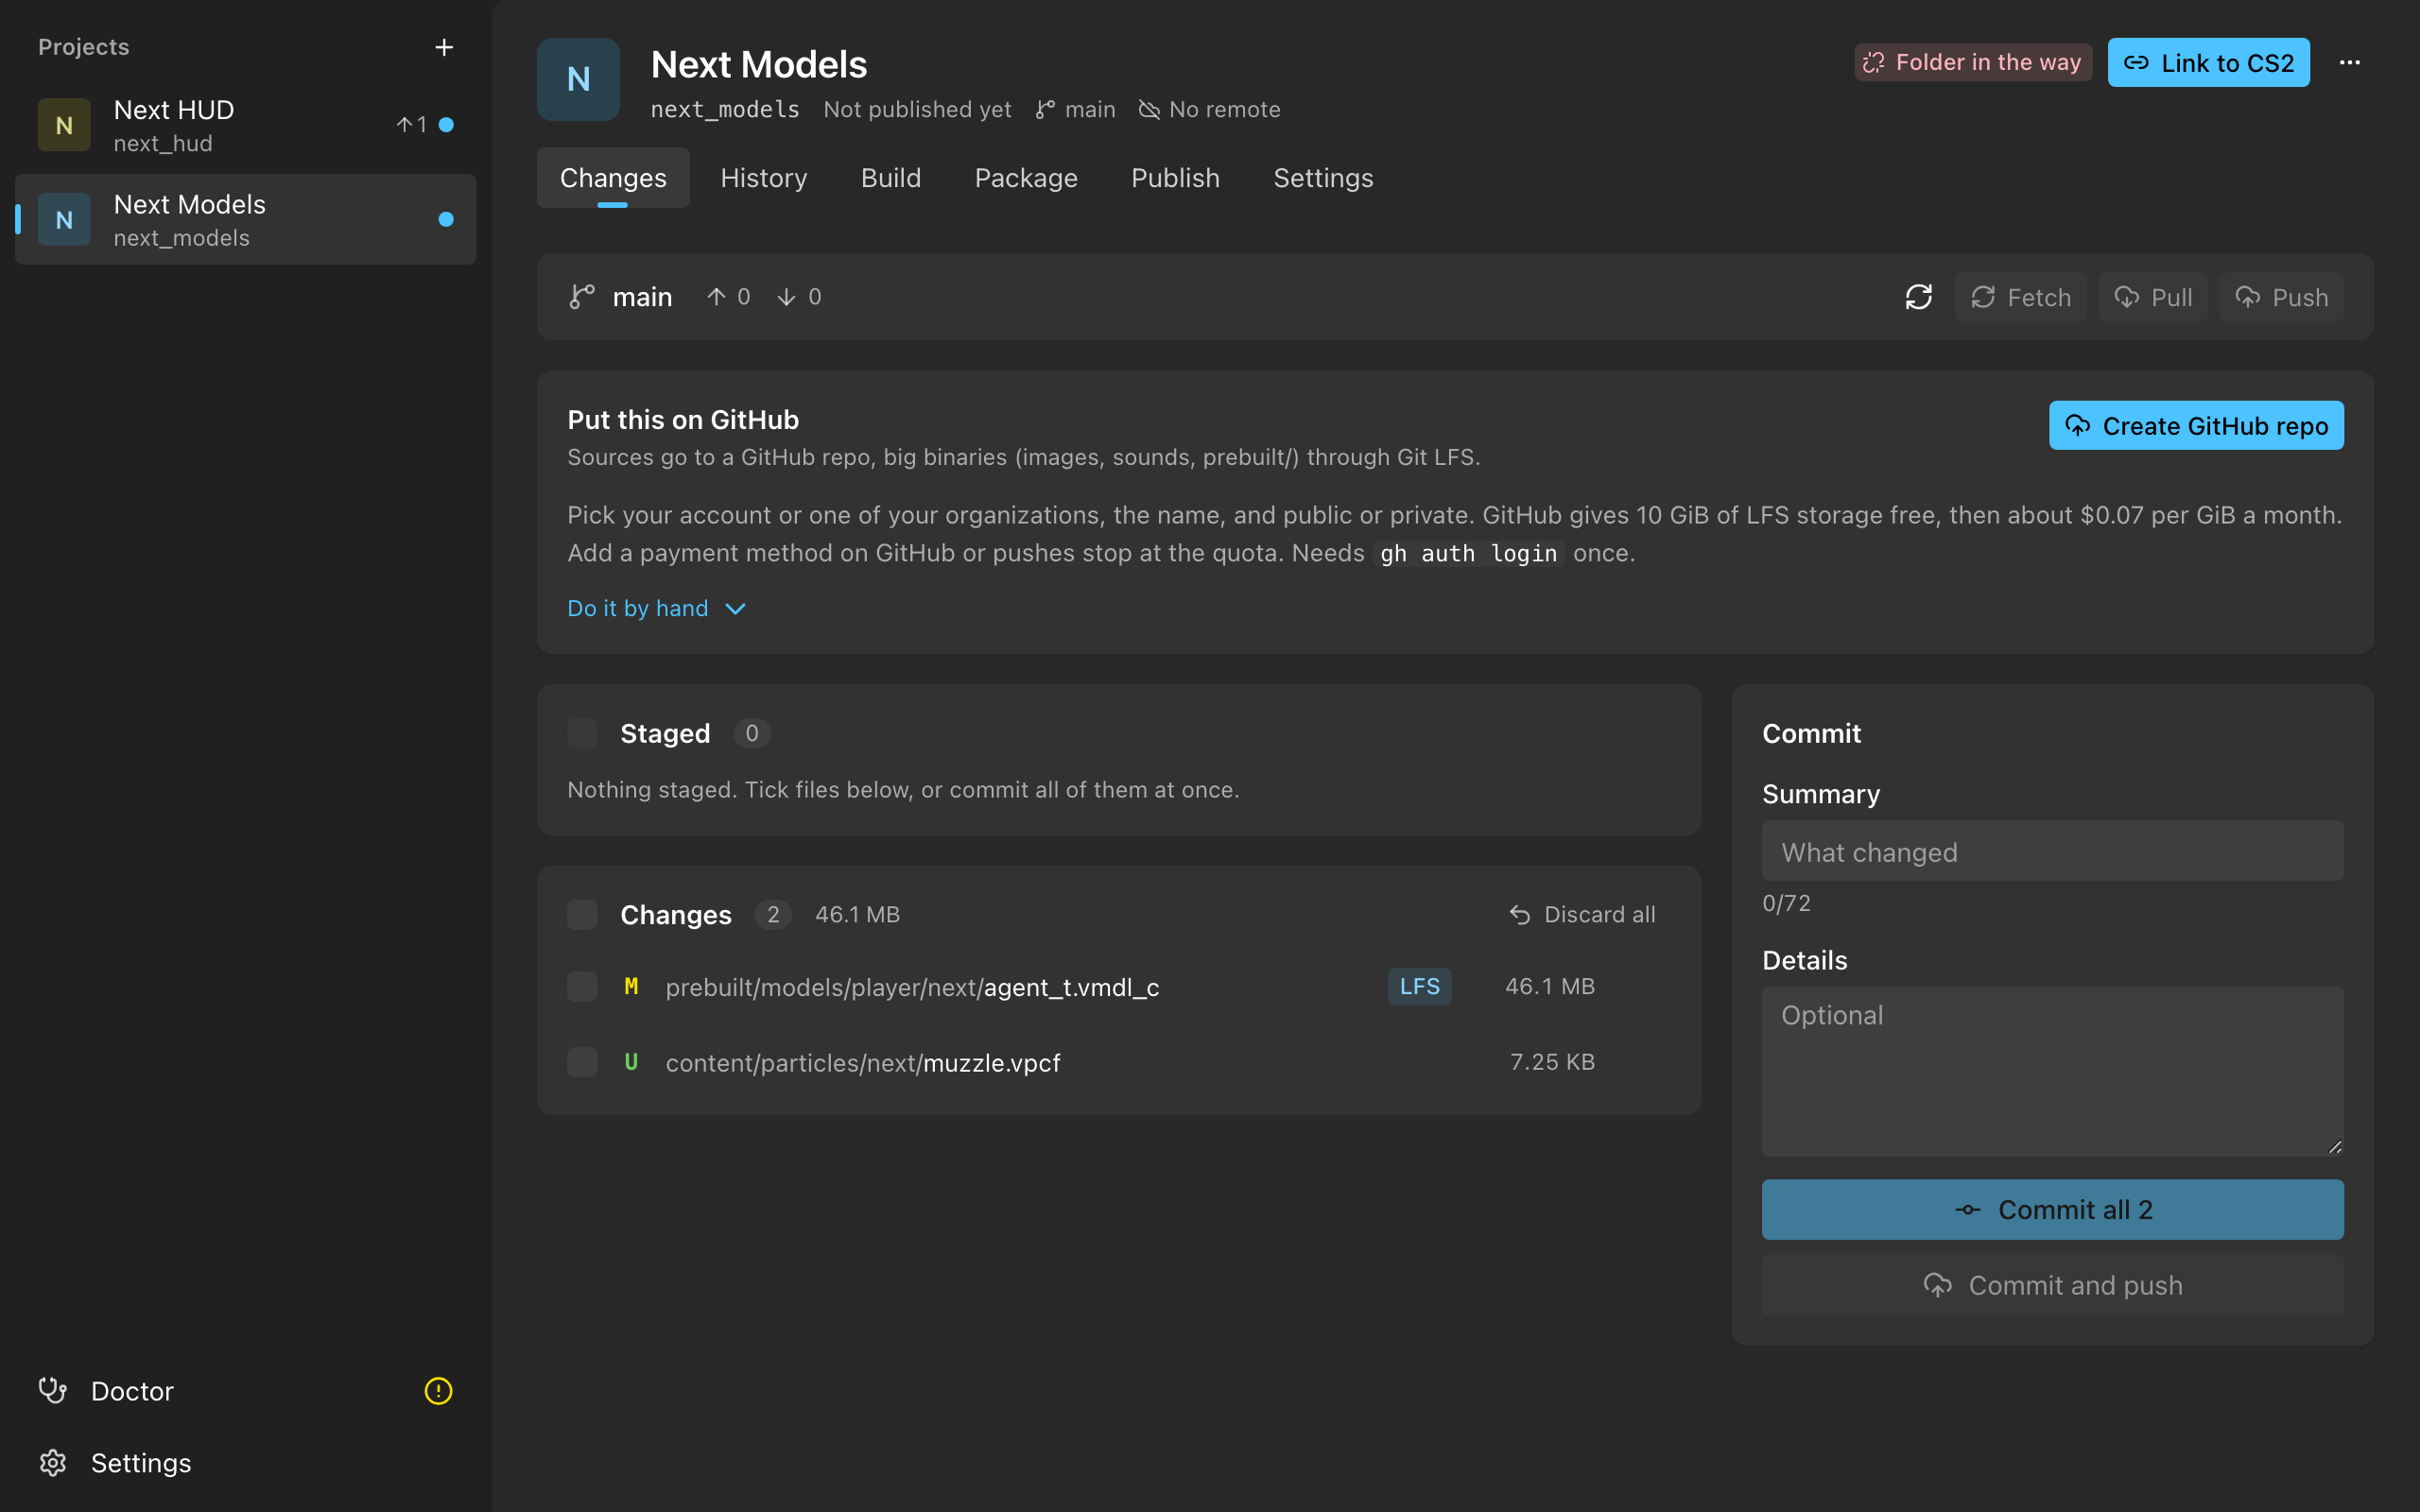 Projects
N
Next HUD
1
next_hud
N
Next Models
next_models
Doctor
Settings
N
Next Models
next_models Not published yet main No remote
Folder in the way
Link to CS2
Changes History Build Package Publish Settings
main 0 0
Fetch Pull Push
Put this on GitHub
Create GitHub repo
Sources go to a GitHub repo, big binaries (images, sounds, prebuilt/) through Git LFS.
Pick your account or one of your organizations, the name, and public or private. GitHub gives 10 GiB of LFS storage free, then about $0.07 per GiB a month.
Add a payment method on GitHub or pushes stop at the quota. Needs gh auth login once.
Do it by hand
Staged 0
Nothing staged. Tick files below, or commit all of them at once.
Changes 2 46.1 MB Discard all
M prebuilt/models/player/next/agent_t.vmdl_c LFS 46.1 MB
U content/particles/next/muzzle.vpcf 7.25 KB
Commit
Summary
What changed
0/72
Details
Optional
Commit all 2
Commit and push